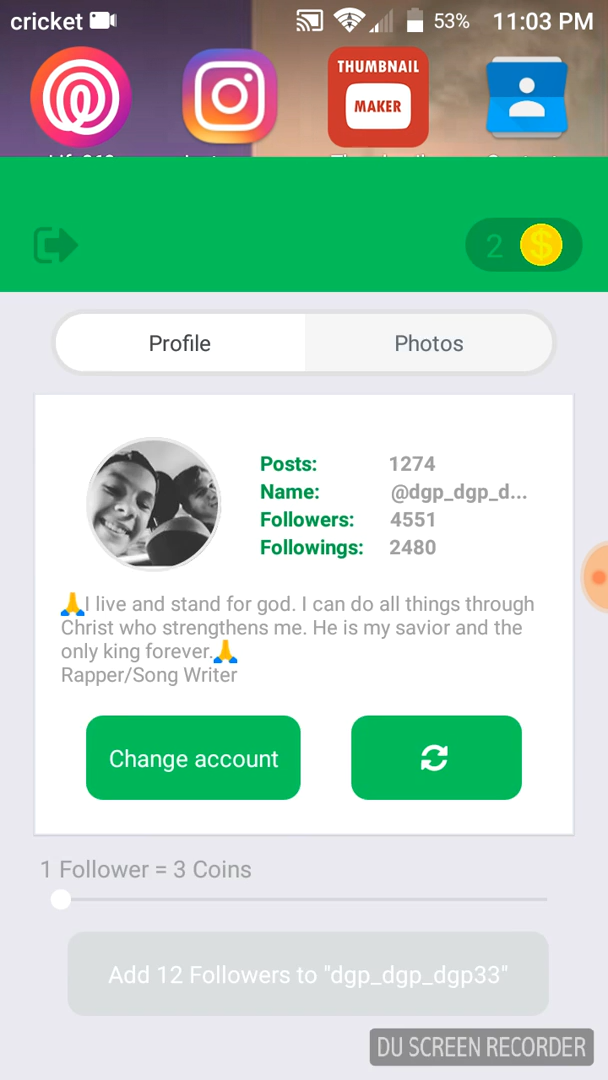 cricket 53% 11:03 PM
THUMBNAIL
MAKER
2 $
Profile Photos
Posts: 1274
Name: @dgp_dgp_d...
Followers: 4551
Followings: 2480
🙏I live and stand for god. I can do all things through
Christ who strengthens me. He is my savior and the
only king forever.🙏
Rapper/Song Writer
Change account
1 Follower = 3 Coins
Add 12 Followers to "dgp_dgp_dgp33"
DU SCREEN RECORDER